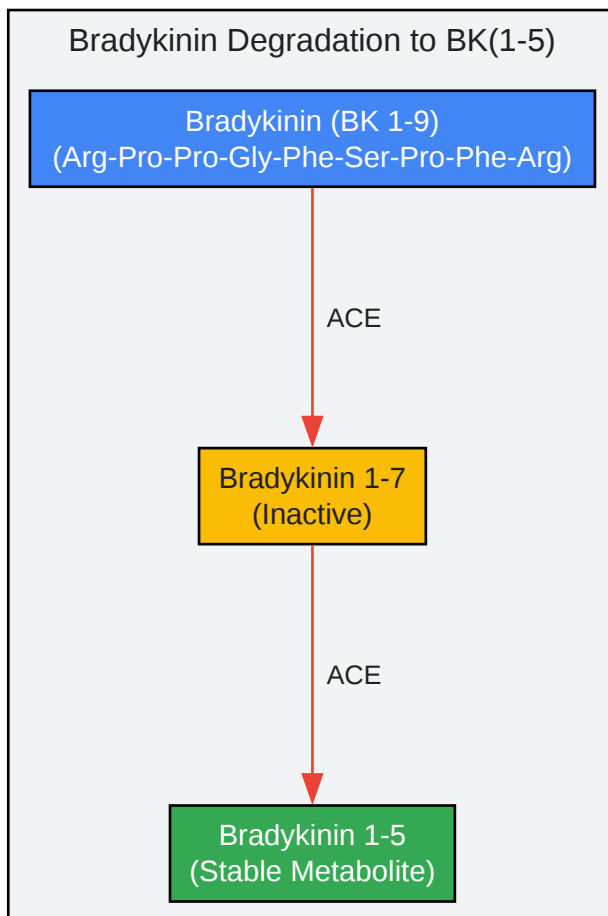 Bradykinin Degradation to BK(1-5)
Bradykinin (BK 1-9)
(Arg-Pro-Pro-Gly-Phe-Ser-Pro-Phe-Arg)
ACE
Bradykinin 1-7
(Inactive)
ACE
Bradykinin 1-5
(Stable Metabolite)